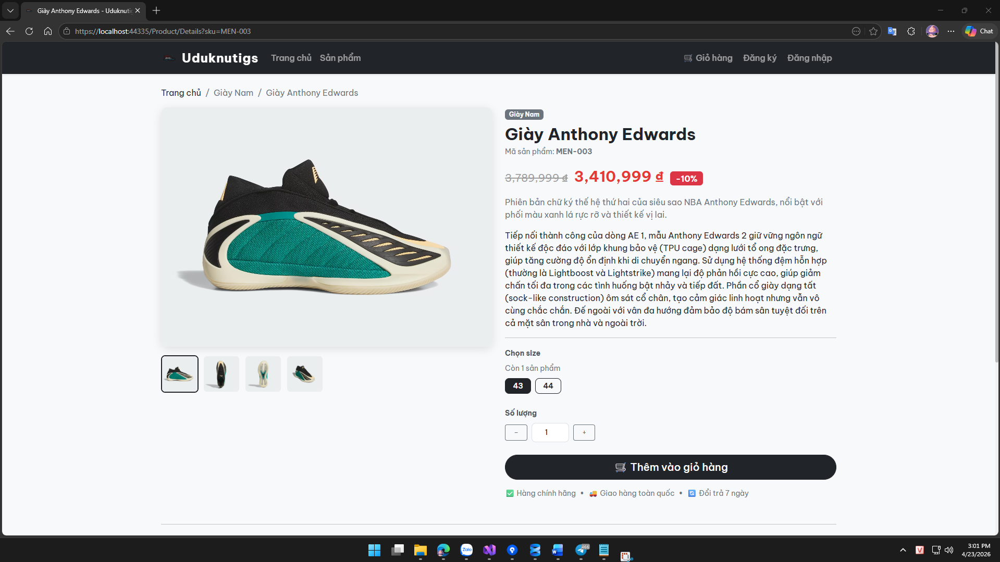 Giày Anthony Edwards - Uduknuti
https://localhost:44335/Product/Details?sku=MEN-003
Chat
Uduknutigs
Trang chủ
Sản phẩm
🛒 Giỏ hàng
Đăng ký
Đăng nhập
Trang chủ / Giày Nam / Giày Anthony Edwards
Giày Nam
Giày Anthony Edwards
Mã sản phẩm: MEN-003
3,789,999 ₫ 3,410,999 ₫ -10%
Phiên bản chữ ký thế hệ thứ hai của siêu sao NBA Anthony Edwards, nổi bật với
phối màu xanh lá rực rỡ và thiết kế vị lai.
Tiếp nối thành công của dòng AE 1, mẫu Anthony Edwards 2 giữ vững ngôn ngữ
thiết kế độc đáo với lớp khung bảo vệ (TPU cage) dạng lưới tổ ong đặc trưng,
giúp tăng cường độ ổn định khi di chuyển ngang. Sử dụng hệ thống đệm hỗn hợp
(thường là Lightboost và Lightstrike) mang lại độ phản hồi cực cao, giúp giảm
chấn tối đa trong các tình huống bật nhảy và tiếp đất. Phần cổ giày dạng tất
(sock-like construction) ôm sát cổ chân, tạo cảm giác linh hoạt nhưng vẫn vô
cùng chắc chắn. Đế ngoài với vân đa hướng đảm bảo độ bám sân tuyệt đối trên
cả mặt sân trong nhà và ngoài trời.
Chọn size
Còn 1 sản phẩm
43
44
Số lượng
-
1
+
🛒 Thêm vào giỏ hàng
✅ Hàng chính hãng • 🚚 Giao hàng toàn quốc • 🔄 Đổi trả 7 ngày
Zalo
466
V
3:01 PM
4/23/2026